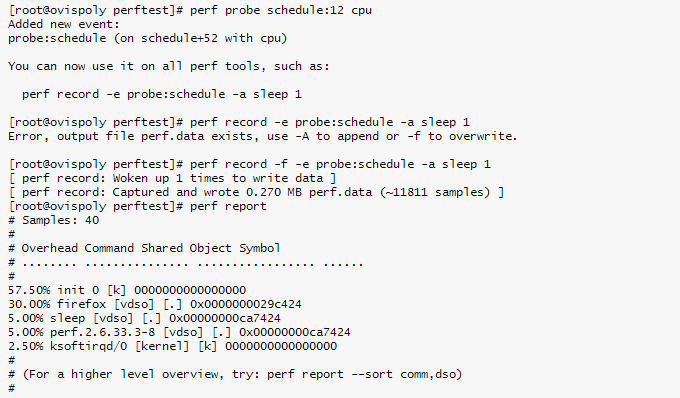 [root@ovispoly perftest]# perf probe schedule:12 cpu
Added new event:
probe:schedule (on schedule+52 with cpu)
You can now use it on all perf tools, such as:
perf record -e probe:schedule -a sleep 1
[root@ovispoly perftest]# perf record -e probe:schedule -a sleep 1
Error, output file perf.data exists, use -A to append or -f to overwrite.
[root@ovispoly perftest]# perf record -f -e probe:schedule -a sleep 1
[ perf record: Woken up 1 times to write data ]
[ perf record: Captured and wrote 0.270 MB perf.data (~11811 samples) ]
[root@ovispoly perftest]# perf report
# Samples: 40
#
# Overhead Command Shared Object Symbol
# ........ ............... ................. ......
#
57.50% init 0 [k] 0000000000000000
30.00% firefox [vdso] [.] 0x0000000029c424
5.00% sleep [vdso] [.] 0x00000000ca7424
5.00% perf.2.6.33.3-8 [vdso] [.] 0x00000000ca7424
2.50% ksoftirqd/0 [kernel] [k] 0000000000000000
#
# (For a higher level overview, try: perf report --sort comm,dso)
#